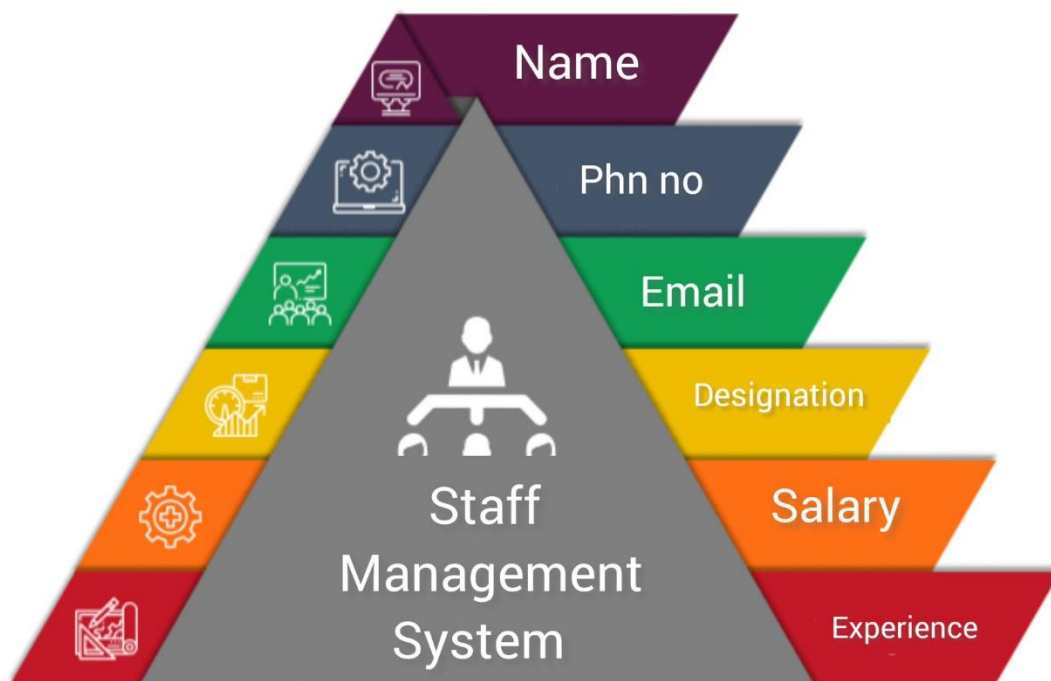 Name
Phn no
Email
Designation
Salary
Experience
Staff
Management
System